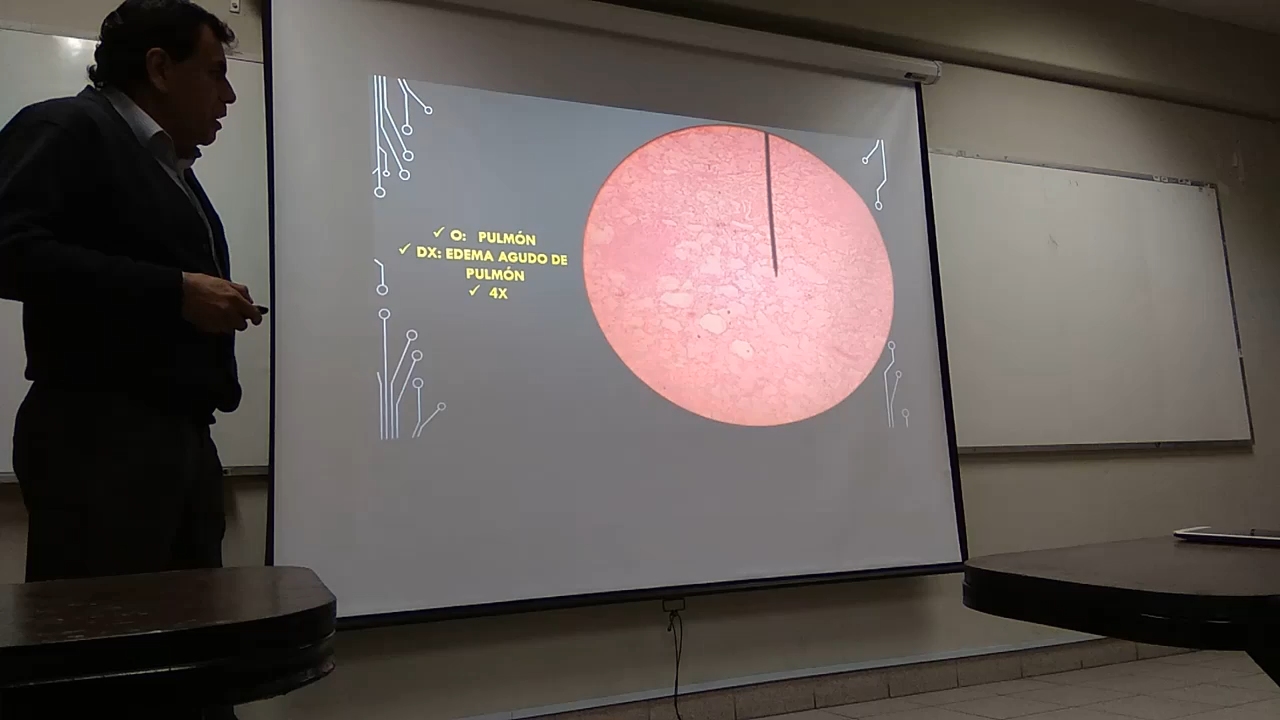 ✓ O: PULMÓN
✓ DX: EDEMA AGUDO DE
PULMÓN
✓ 4X